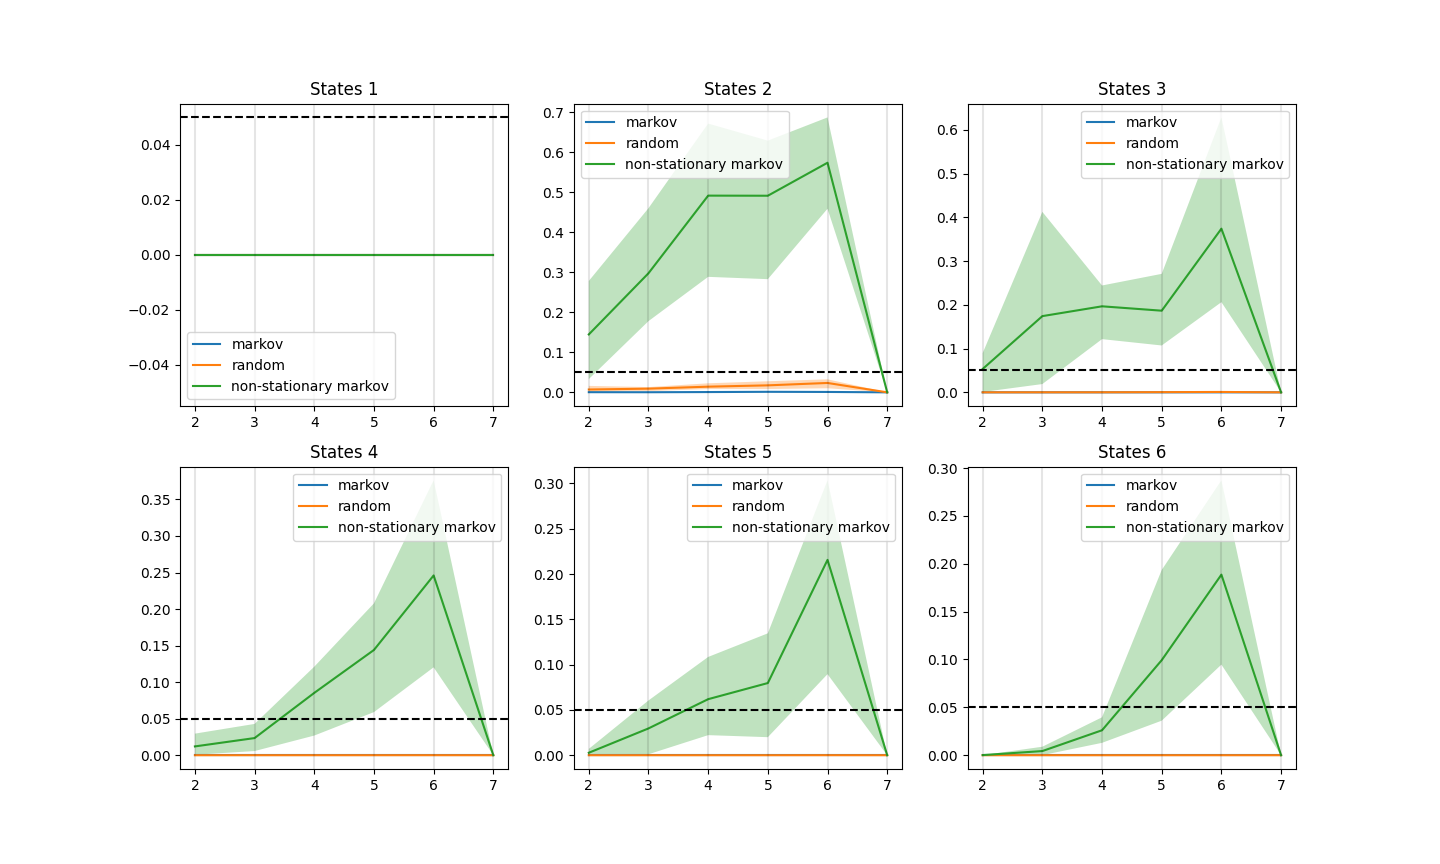 States 1
0.04
0.02
0.00
−0.02
−0.04
markov
random
non-stationary markov
2 3 4 5 6 7
States 2
0.7
0.6
0.5
0.4
0.3
0.2
0.1
0.0
markov
random
non-stationary markov
2 3 4 5 6 7
States 3
0.6
0.5
0.4
0.3
0.2
0.1
0.0
markov
random
non-stationary markov
2 3 4 5 6 7
States 4
0.35
0.30
0.25
0.20
0.15
0.10
0.05
0.00
markov
random
non-stationary markov
2 3 4 5 6 7
States 5
0.30
0.25
0.20
0.15
0.10
0.05
0.00
markov
random
non-stationary markov
2 3 4 5 6 7
States 6
0.30
0.25
0.20
0.15
0.10
0.05
0.00
markov
random
non-stationary markov
2 3 4 5 6 7